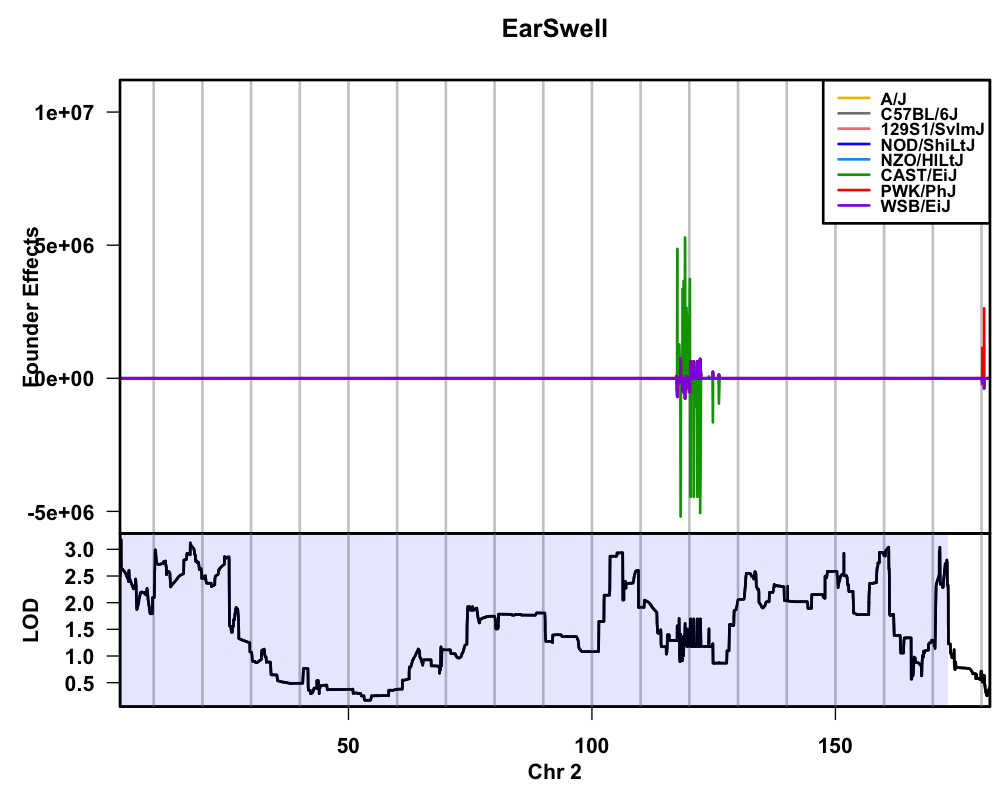 EarSwell
Founder Effects
1e+07
5e+06
0e+00
-5e+06
A/J
C57BL/6J
129S1/SvImJ
NOD/ShiLtJ
NZO/HlLtJ
CAST/EiJ
PWK/PhJ
WSB/EiJ
LOD
3.0
2.5
2.0
1.5
1.0
0.5
50 100 150
Chr 2